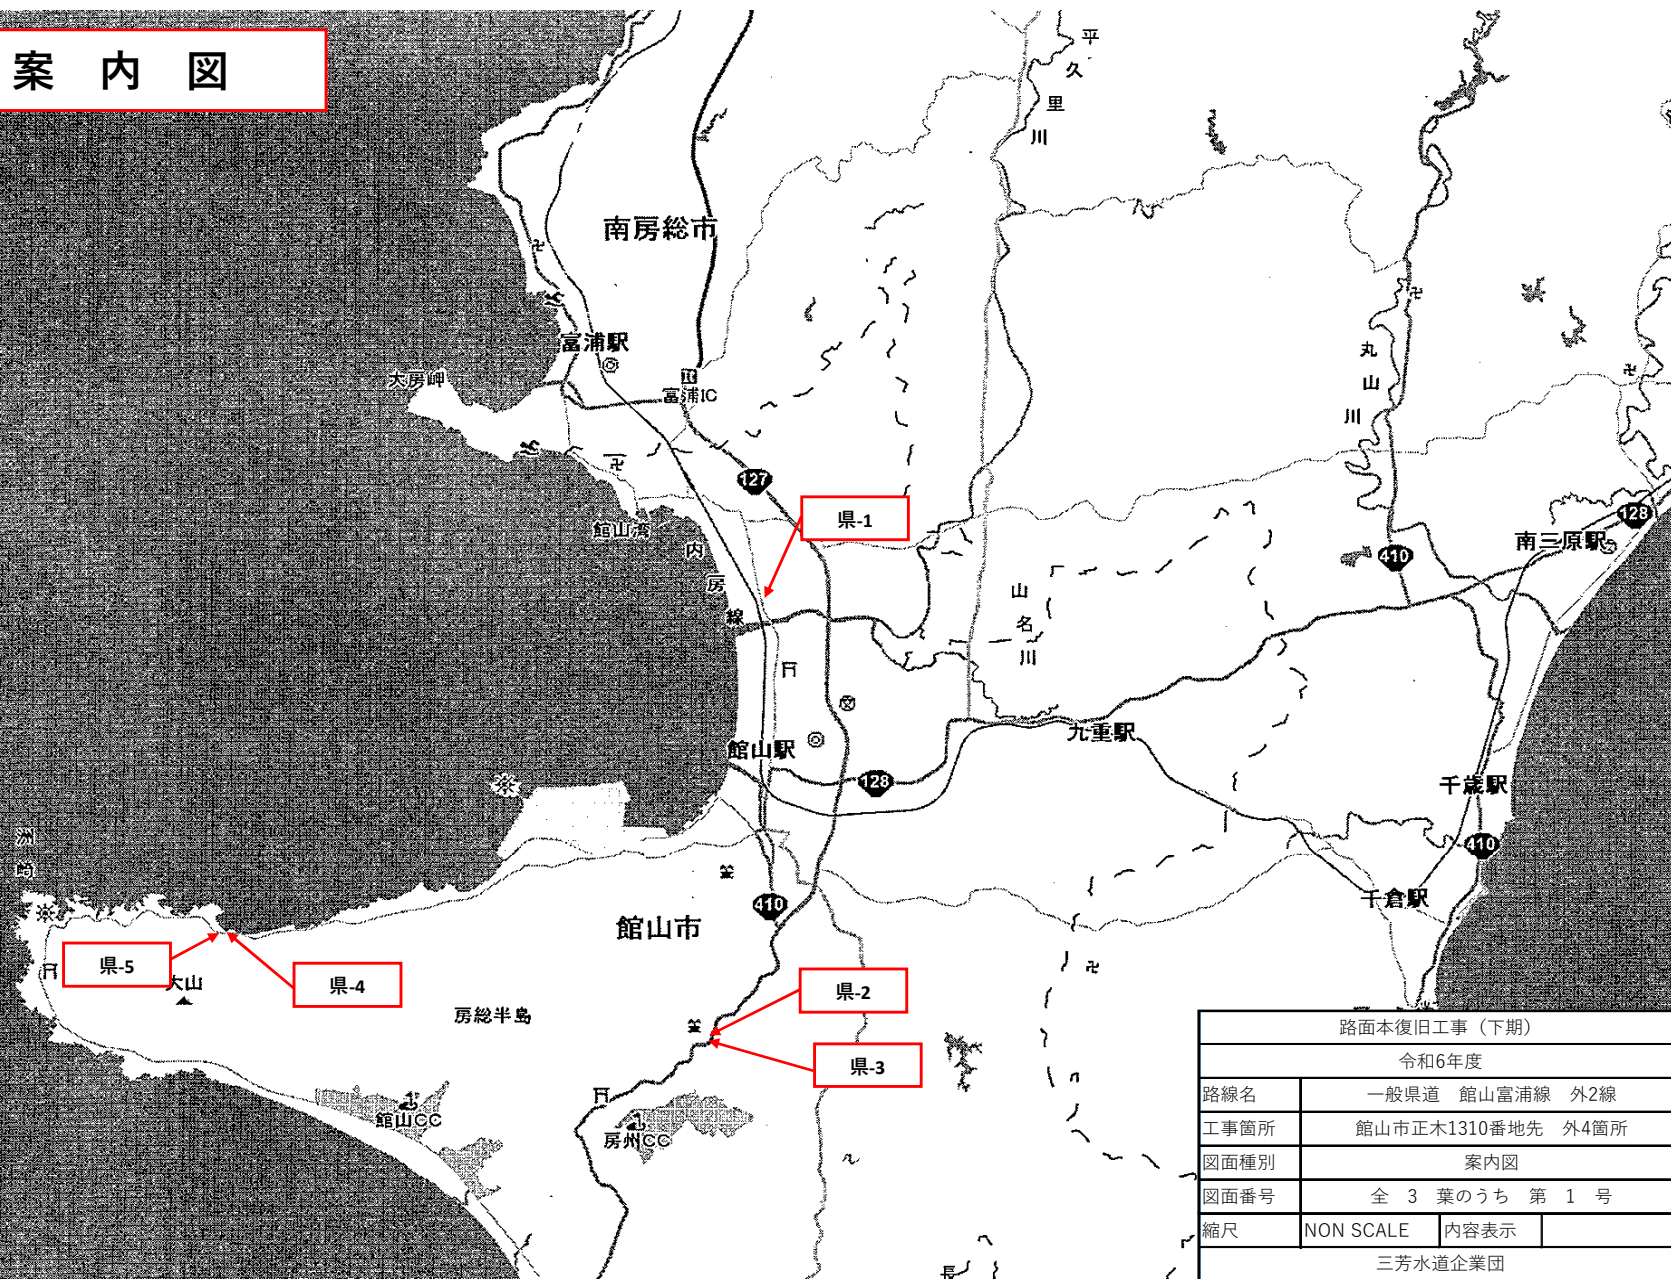 案 内 図
平
久
里
川
南房総市
富浦駅
大房岬
富浦IC
丸
山
川
127
県-1
館山湾
内
房
線
128
南三原駅
410
山
名
川
九重駅
館山駅
128
千歳駅
410
洲
崎
千倉駅
410
館山市
県-5
県-4
大山
県-2
房総半島
県-3
館山CC
房州CC
長
路面本復旧工事（下期）
令和6年度
路線名 一般県道 館山富浦線 外2線
工事箇所 館山市正木1310番地先 外4箇所
図面種別 案内図
図面番号 全 3 葉のうち 第 1 号
縮尺 NON SCALE 内容表示
三芳水道企業団